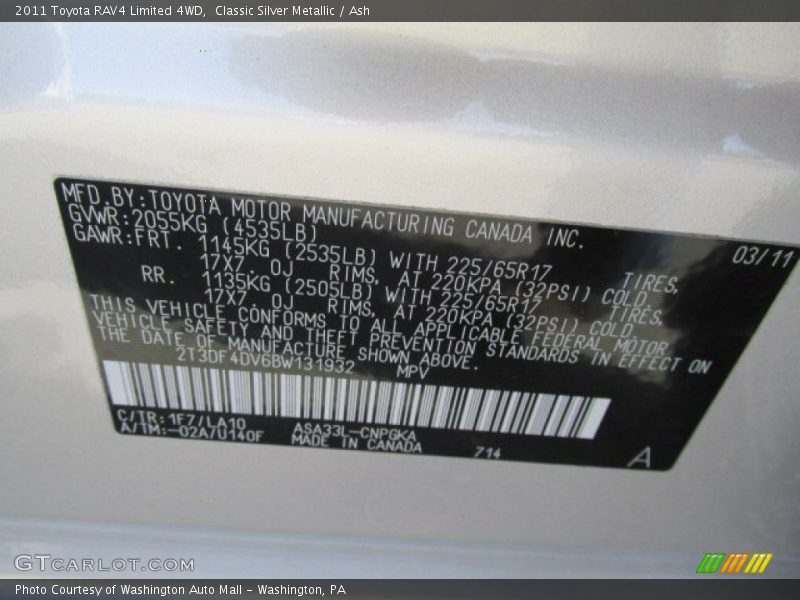 2011 Toyota RAV4 Limited 4WD,  Classic Silver Metallic / Ash
MFD.BY:TOYOTA MOTOR MANUFACTURING CANADA INC.
GVWR:2055KG (4535LB) 03/11
GAWR:FRT. 1145KG (2535LB) WITH 225/65R17 TIRES,
17X7. 0J RIMS, AT 220KPA (32PSI) COLD.
RR. 1135KG (2505LB) WITH 225/65R17 TIRES,
17X7 0J RIMS, AT 220KPA (32PSI) COLD.
THIS VEHICLE CONFORMS TO ALL APPLICABLE FEDERAL MOTOR
VEHICLE SAFETY AND THEFT PREVENTION STANDARDS IN EFFECT ON
THE DATE OF MANUFACTURE SHOWN ABOVE.
2T3DF4DV6BW131932 MPV
C/TR:1F7/LA10 ASA33L-CNPGKA
A/TM:-02A/U140F MADE IN CANADA 714 A
GTCARLOT.COM
Photo Courtesy of Washington Auto Mall - Washington, PA